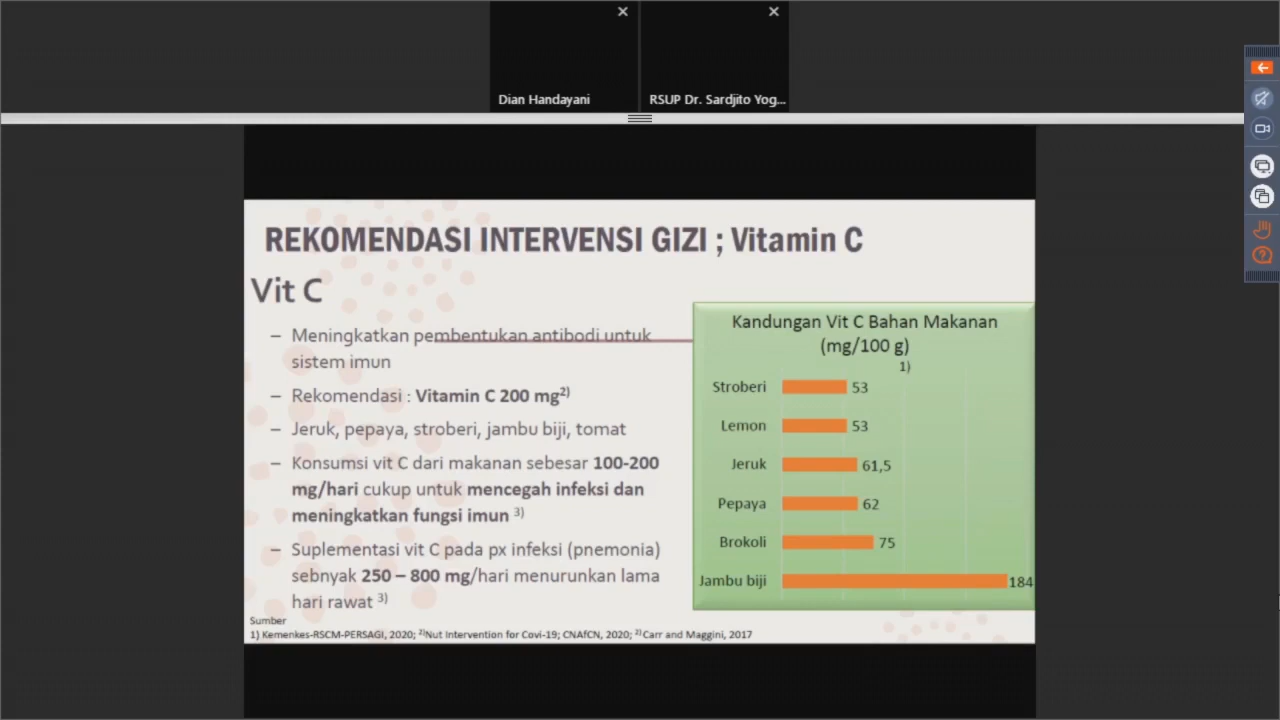 Dian Handayani
RSUP Dr. Sardjito Yog...
REKOMENDASI INTERVENSI GIZI ; Vitamin C
Vit C
– Meningkatkan pembentukan antibodi untuk
sistem imun
– Rekomendasi : Vitamin C 200 mg2)
– Jeruk, pepaya, stroberi, jambu biji, tomat
– Konsumsi vit C dari makanan sebesar 100-200
mg/hari cukup untuk mencegah infeksi dan
meningkatkan fungsi imun 3)
– Suplementasi vit C pada px infeksi (pnemonia)
sebnyak 250 – 800 mg/hari menurunkan lama
hari rawat 3)
Kandungan Vit C Bahan Makanan
(mg/100 g)
1)
Stroberi 53
Lemon 53
Jeruk 61,5
Pepaya 62
Brokoli 75
Jambu biji 184
Sumber
1) Kemenkes-RSCM-PERSAGI, 2020; 2)Nut Intervention for Covi-19; CNAfCN, 2020; 2)Carr and Maggini, 2017